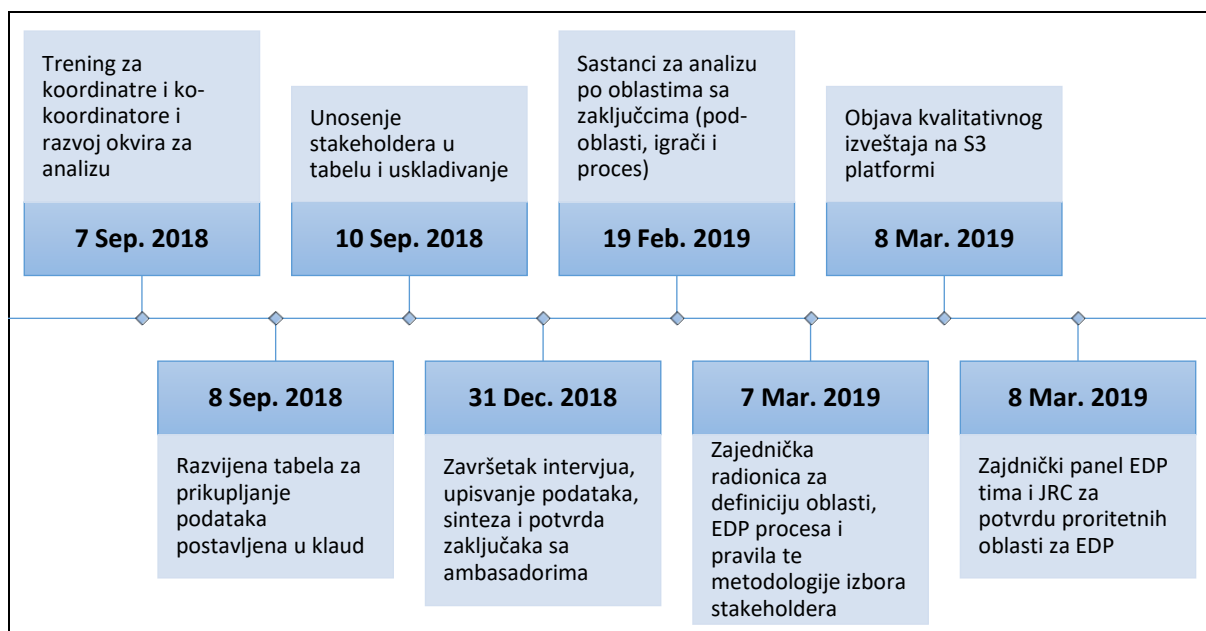 Trening za
koordinatre i ko-
koordinatore i
razvoj okvira za
analizu
7 Sep. 2018
Unosenje
stakeholdera u
tabelu i uskladivanje
10 Sep. 2018
Sastanci za analizu
po oblastima sa
zaključcima (pod-
oblasti, igrači i
proces)
19 Feb. 2019
Objava kvalitativnog
izveštaja na S3
platformi
8 Mar. 2019
8 Sep. 2018
Razvijena tabela za
prikupljanje
podataka
postavljena u klaud
31 Dec. 2018
Završetak intervjua,
upisvanje podataka,
sinteza i potvrda
zaključaka sa
ambasadorima
7 Mar. 2019
Zajednička
radionica za
definiciju oblasti,
EDP procesa i
pravila te
metodologije izbora
stakeholdera
8 Mar. 2019
Zajdnički panel EDP
tima i JRC za
potvrdu proritetnih
oblasti za EDP